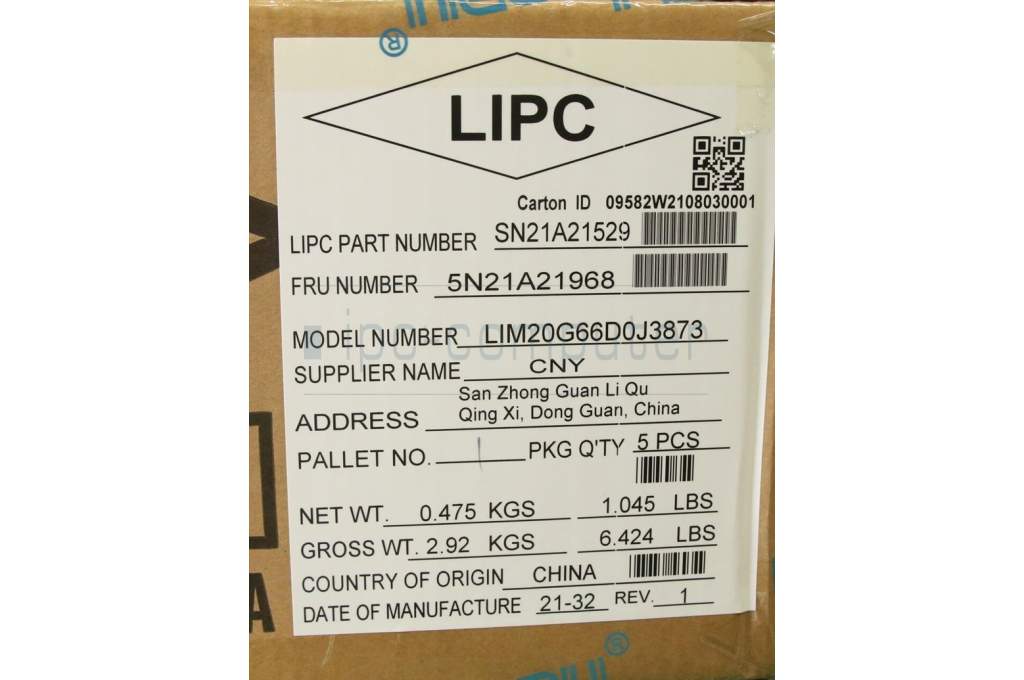 ®
LIPC
Carton ID 09582W2108030001
LIPC PART NUMBER SN21A21529
FRU NUMBER 5N21A21968
ipc-computer
MODEL NUMBER LIM20G66D0J3873
SUPPLIER NAME CNY
San Zhong Guan Li Qu
ADDRESS Qing Xi, Dong Guan, China
PALLET NO. PKG Q'TY 5 PCS
NET WT. 0.475 KGS 1.045 LBS
GROSS WT. 2.92 KGS 6.424 LBS
COUNTRY OF ORIGIN CHINA
DATE OF MANUFACTURE 21-32 REV. 1
A
®